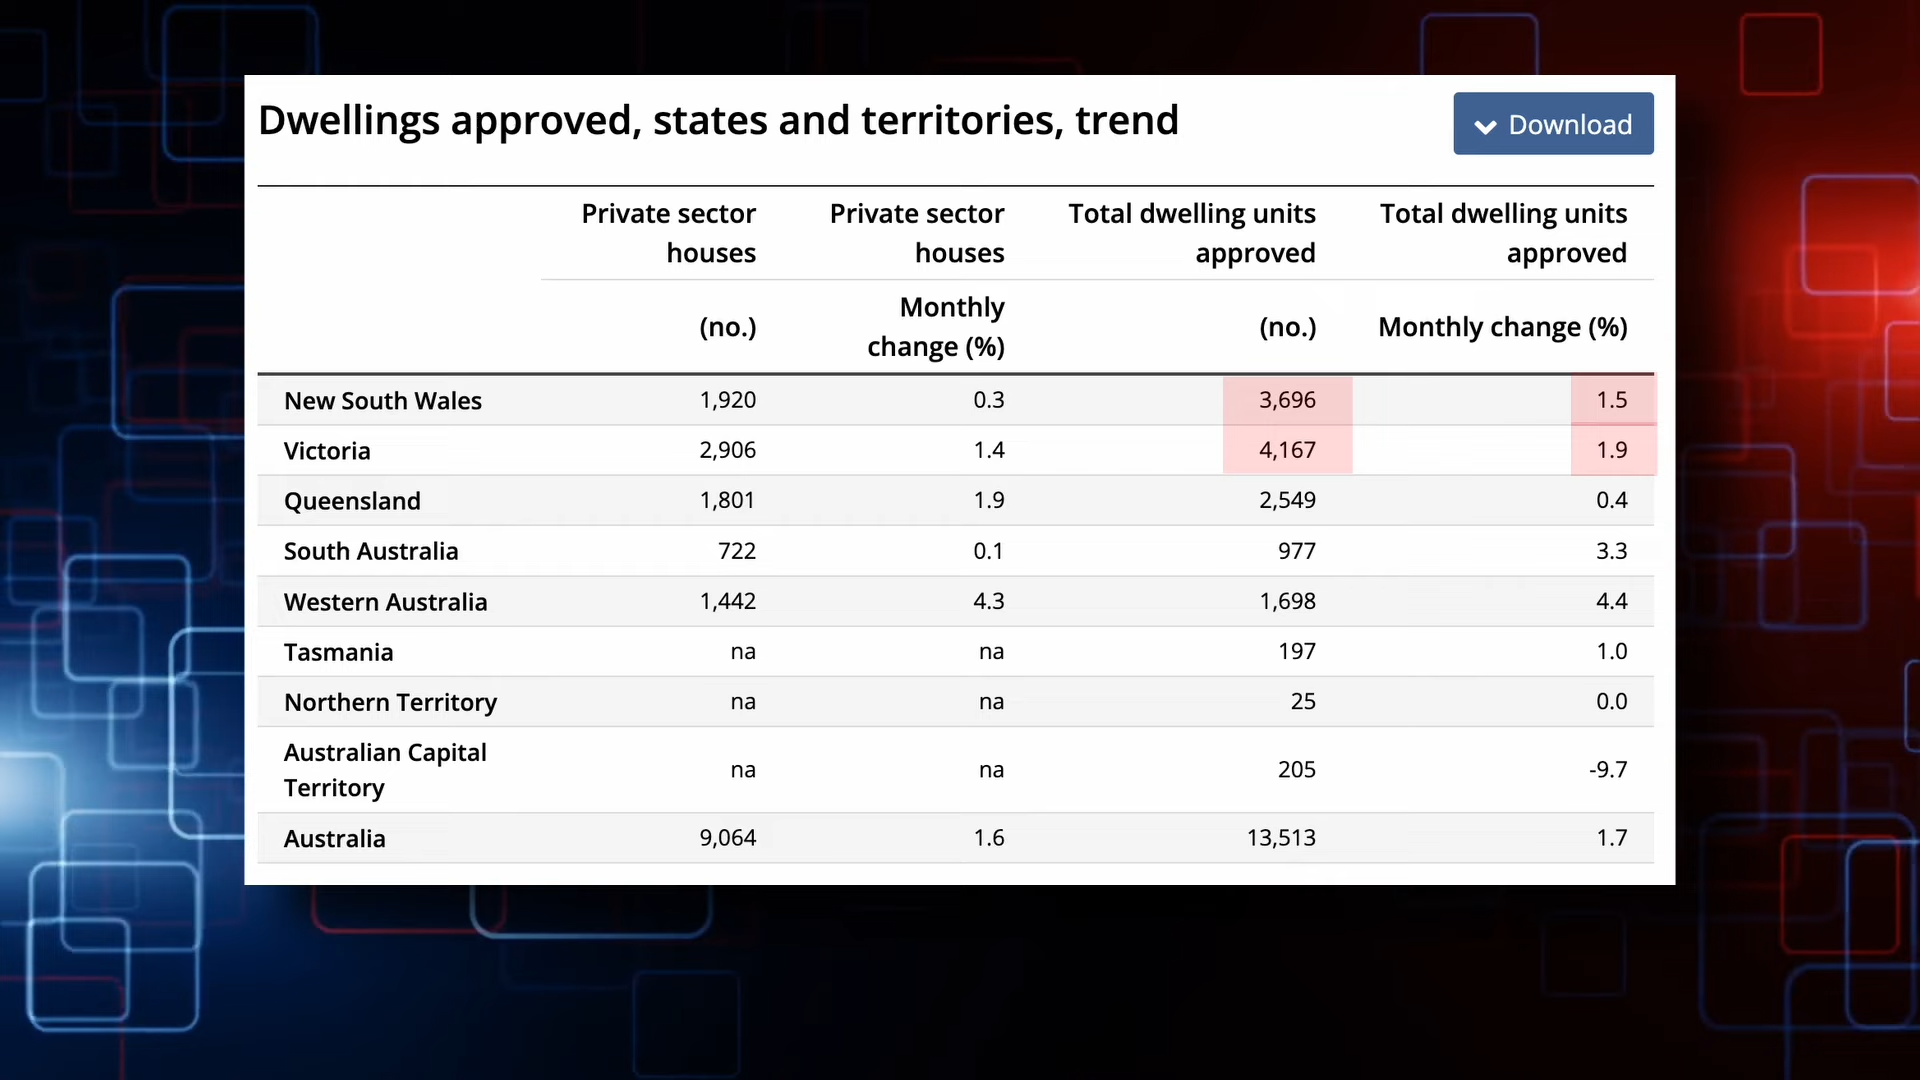 Dwellings approved, states and territories, trend
Download
Private sector houses Private sector houses Total dwelling units approved Total dwelling units approved
(no.) Monthly change (%) (no.) Monthly change (%)
New South Wales 1,920 0.3 3,696 1.5
Victoria 2,906 1.4 4,167 1.9
Queensland 1,801 1.9 2,549 0.4
South Australia 722 0.1 977 3.3
Western Australia 1,442 4.3 1,698 4.4
Tasmania na na 197 1.0
Northern Territory na na 25 0.0
Australian Capital Territory na na 205 -9.7
Australia 9,064 1.6 13,513 1.7